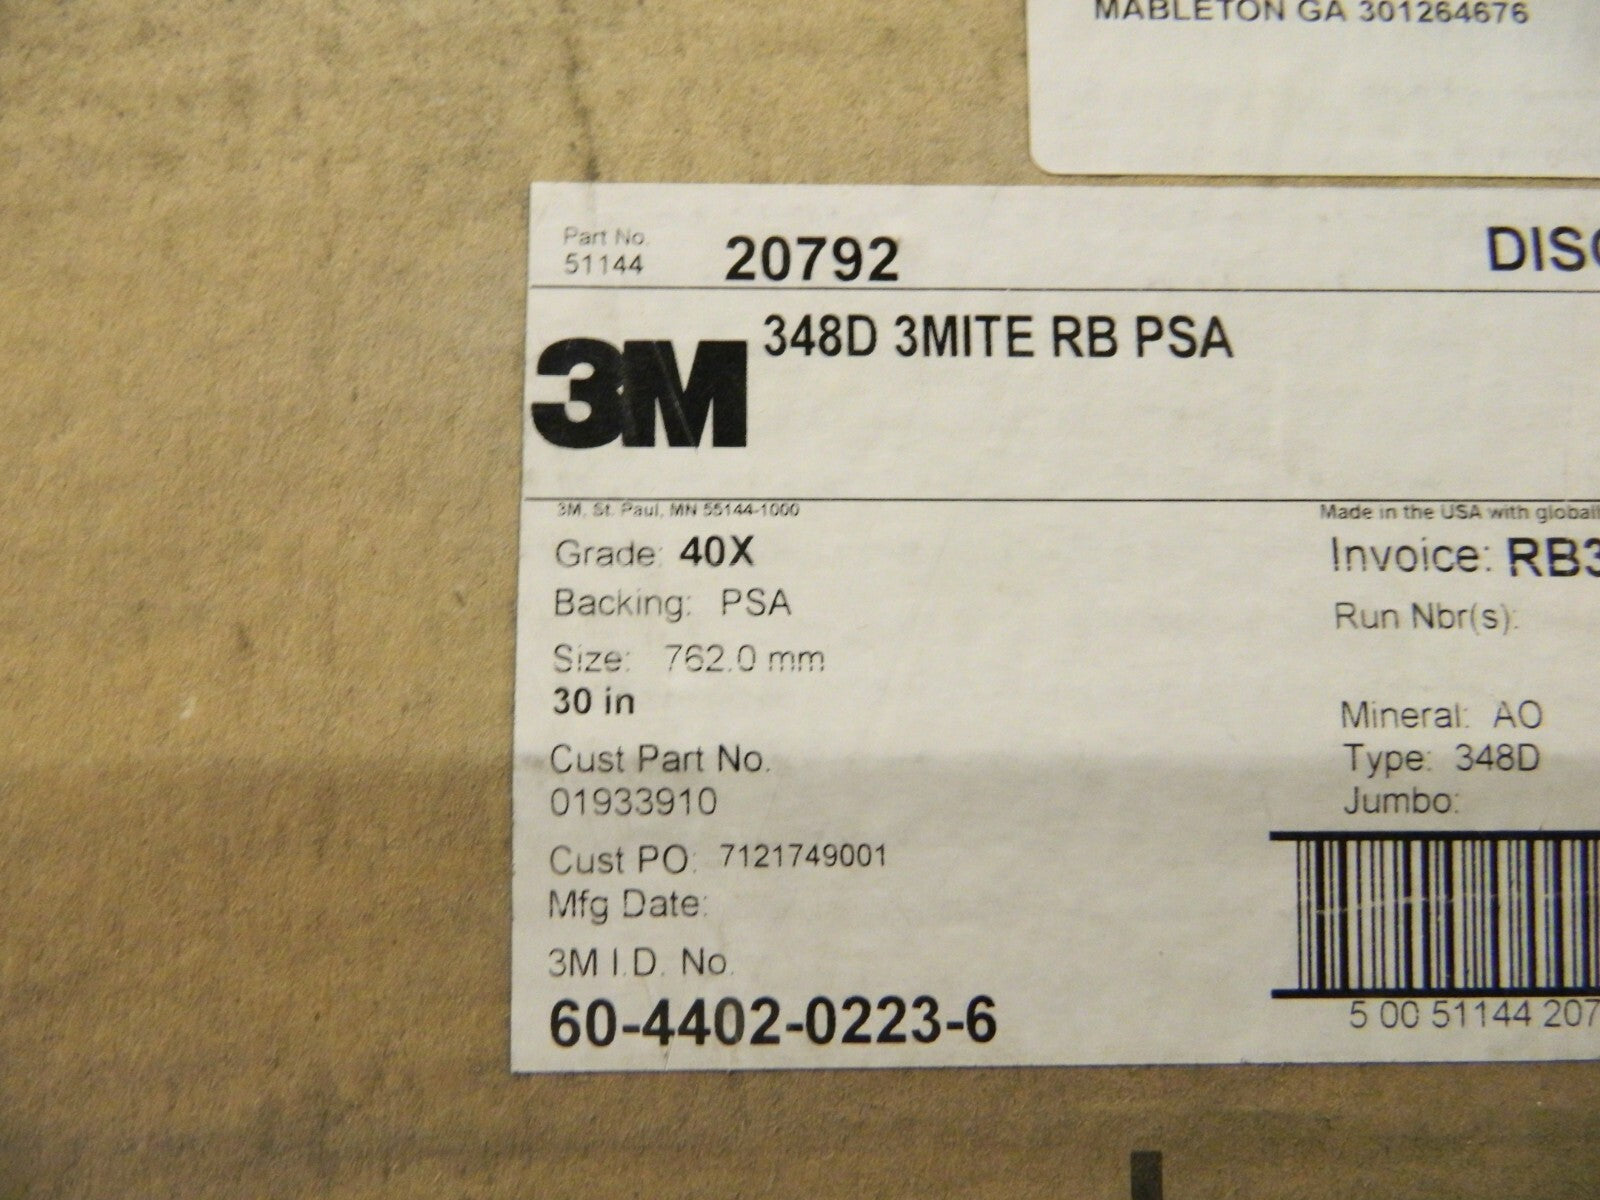 MABLETON GA 301264676
Part No.
51144
20792
DISC
348D 3MITE RB PSA
3M
3M, St. Paul, MN 55144-1000
Made in the USA with globall
Grade: 40X
Invoice: RB3
Backing: PSA
Run Nbr(s):
Size: 762.0 mm
30 in
Mineral: AO
Cust Part No.
Type: 348D
01933910
Jumbo:
Cust PO: 7121749001
Mfg Date:
3M I.D. No.
60-4402-0223-6
5 00 51144 207